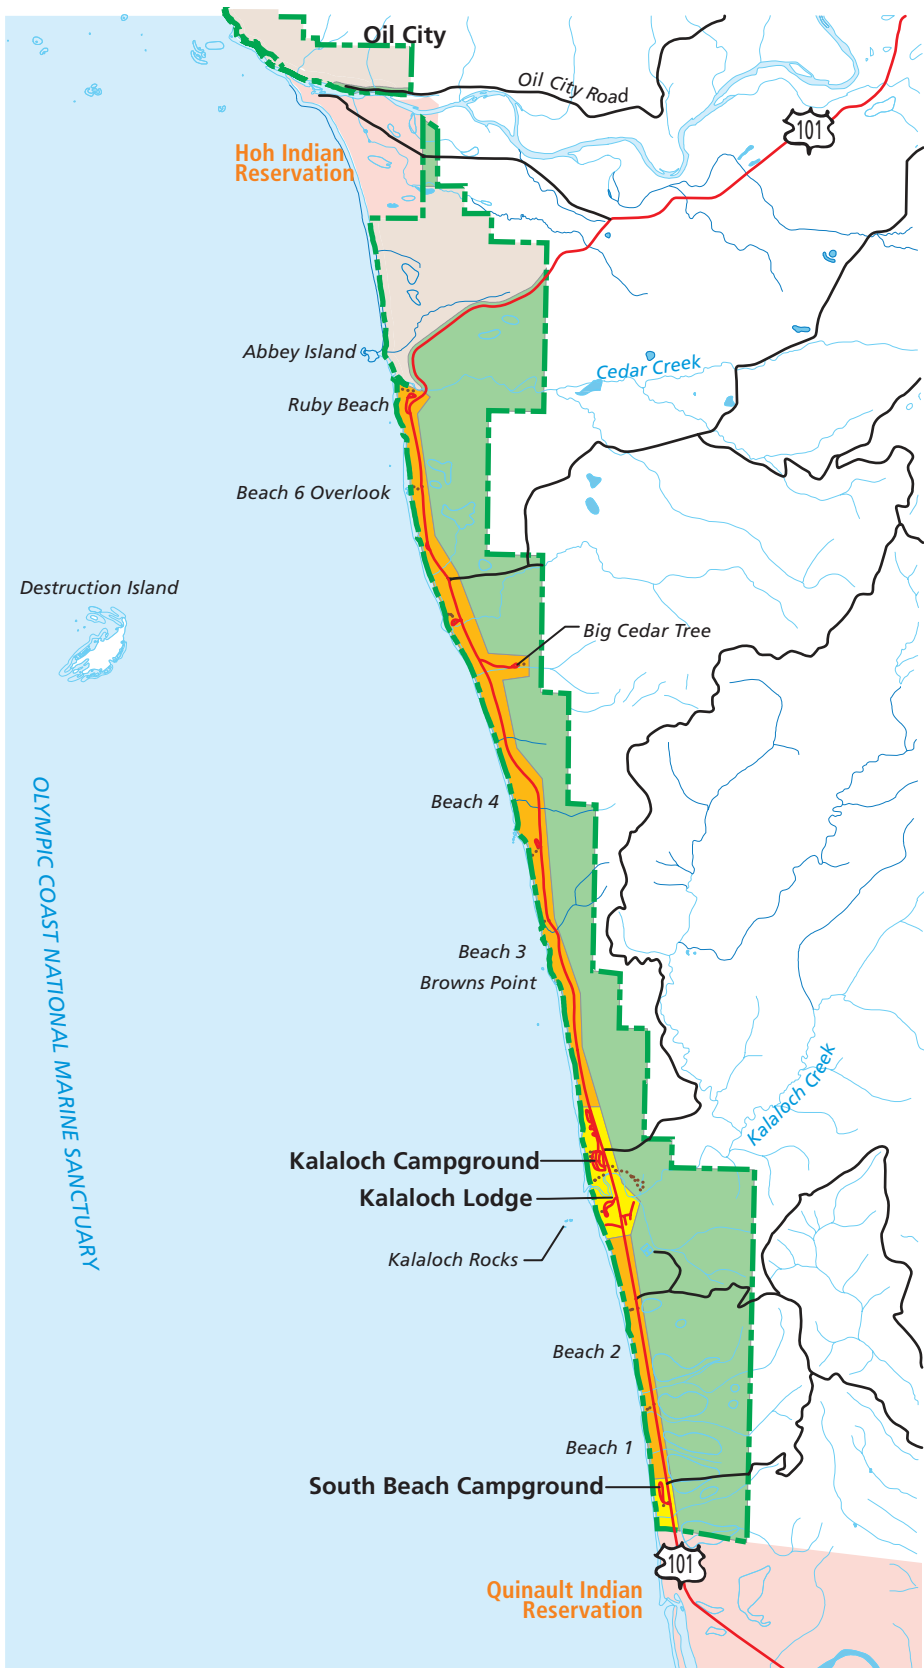 Oil City
Oil City Road
101
Hoh Indian
Reservation
Abbey Island
Cedar Creek
Ruby Beach
Beach 6 Overlook
Destruction Island
Big Cedar Tree
OLYMPIC COAST NATIONAL MARINE SANCTUARY
Beach 4
Beach 3
Browns Point
Kalaloch Creek
Kalaloch Campground
Kalaloch Lodge
Kalaloch Rocks
Beach 2
Beach 1
South Beach Campground
101
Quinault Indian
Reservation